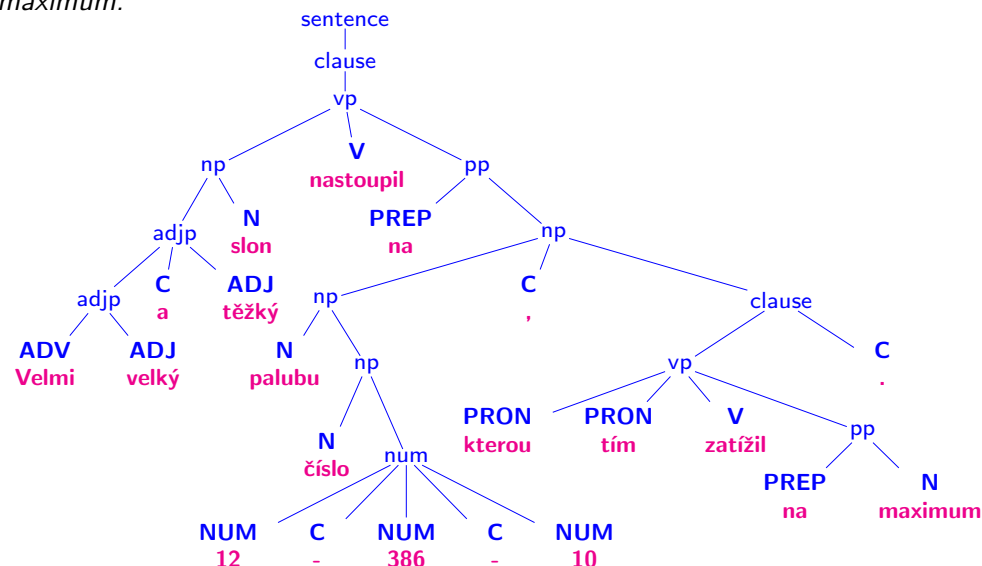 maximum.
sentence
clause
vp
np V pp
nastoupil
N PREP np
slon na
adjp
adjp C ADJ np C clause
a těžký ,
ADV ADJ N np vp C
Velmi velký palubu .
PRON PRON V pp
kterou tím zatížil
N num
číslo
PREP N
na maximum
NUM C NUM C NUM
12 - 386 - 10